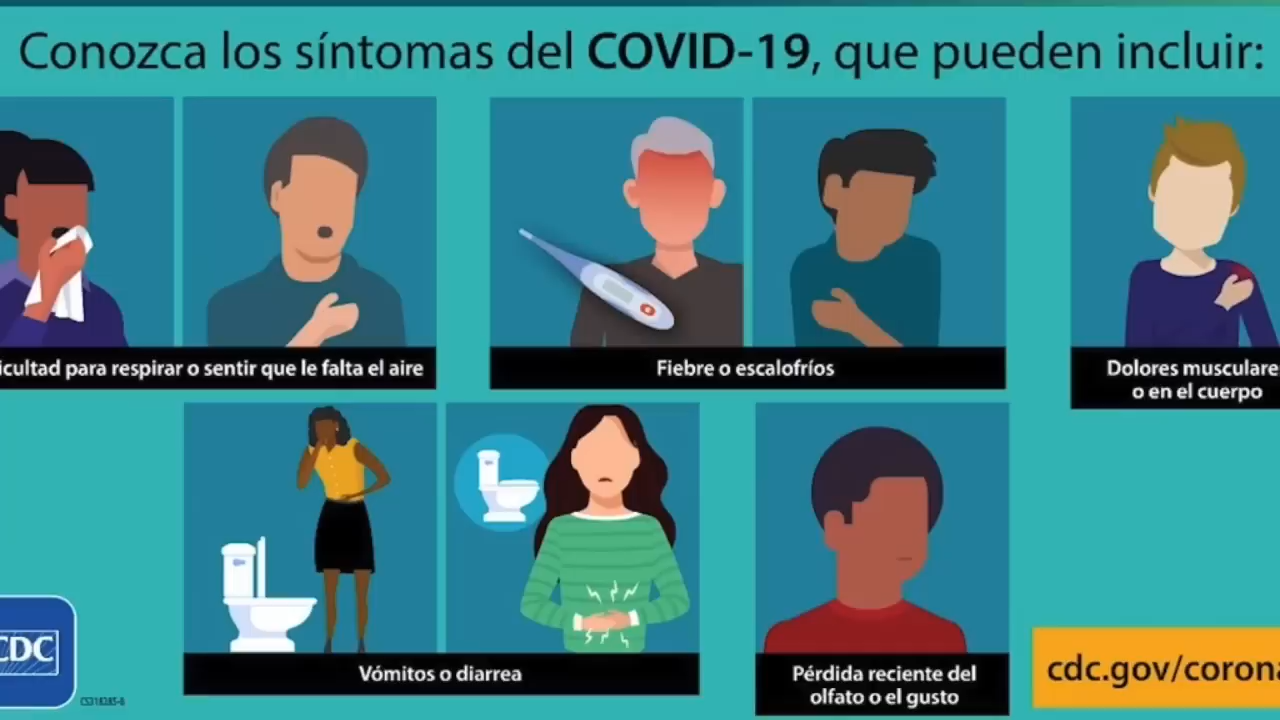 Conozca los síntomas del COVID-19, que pueden incluir:
icultad para respirar o sentir que le falta el aire
Fiebre o escalofríos
Dolores musculare
o en el cuerpo
Vómitos o diarrea
Pérdida reciente del
olfato o el gusto
CDC
cdc.gov/corona